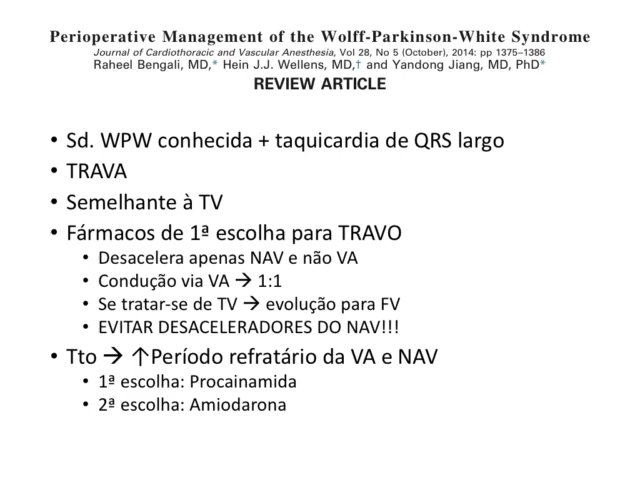 Perioperative Management of the Wolff-Parkinson-White Syndrome
Journal of Cardiothoracic and Vascular Anesthesia, Vol 28, No 5 (October), 2014: pp 1375–1386
Raheel Bengali, MD,* Hein J.J. Wellens, MD,† and Yandong Jiang, MD, PhD*
REVIEW ARTICLE
• Sd. WPW conhecida + taquicardia de QRS largo
• TRAVA
• Semelhante à TV
• Fármacos de 1ª escolha para TRAVO
• Desacelera apenas NAV e não VA
• Condução via VA → 1:1
• Se tratar-se de TV → evolução para FV
• EVITAR DESACELERADORES DO NAV!!!
• Tto → ↑Período refratário da VA e NAV
• 1ª escolha: Procainamida
• 2ª escolha: Amiodarona